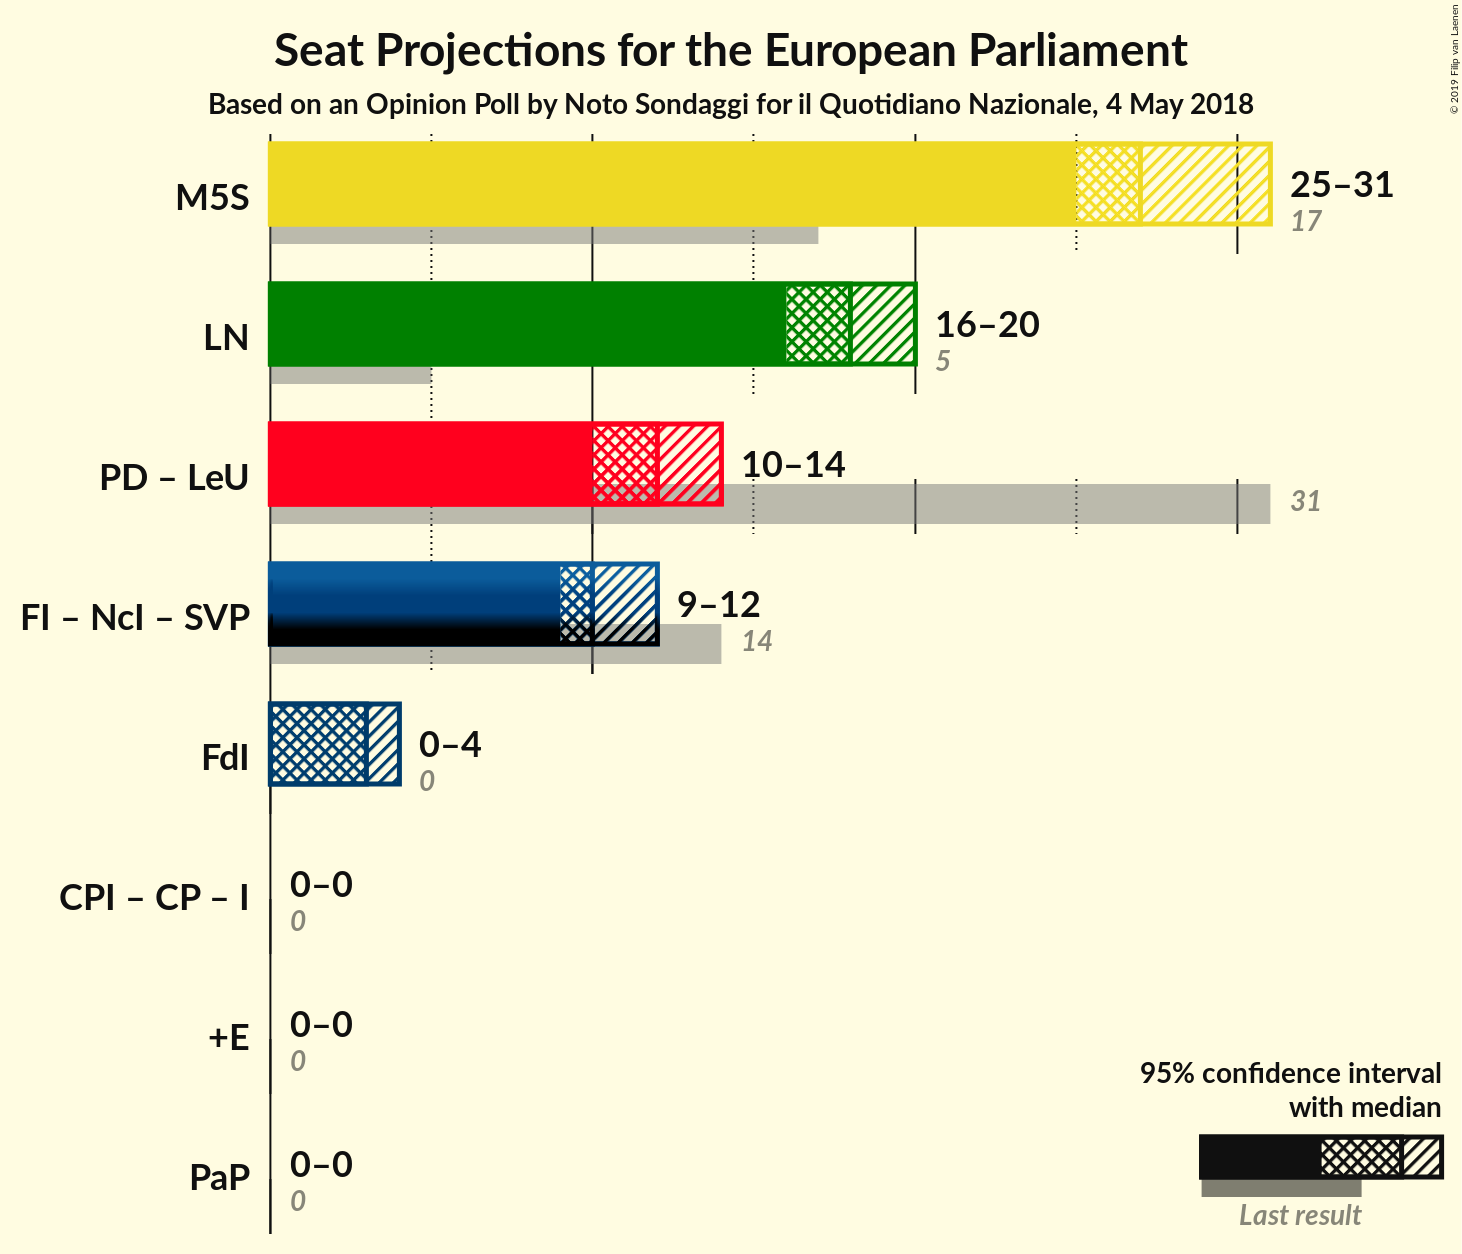 Seat Projections for the European Parliament
Based on an Opinion Poll by Noto Sondaggi for il Quotidiano Nazionale, 4 May 2018
© 2019 Filip van Laenen
M5S
25–31
17
LN
16–20
5
PD – LeU
10–14
31
FI – NcI – SVP
9–12
14
FdI
0–4
0
CPI – CP – I
0–0
0
+E
0–0
0
PaP
0–0
0
95% confidence interval
with median
Last result